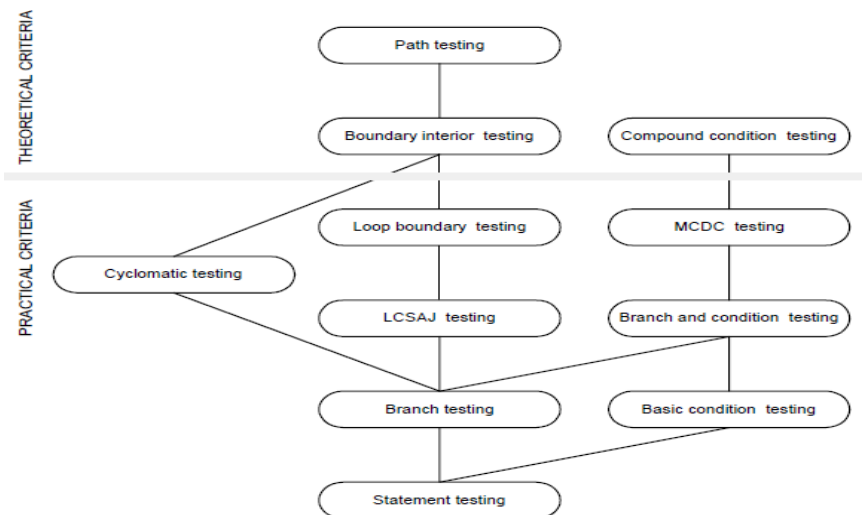 THEORETICAL CRITERIA
Path testing
Boundary interior testing
Compound condition testing
PRACTICAL CRITERIA
Loop boundary testing
MCDC testing
Cyclomatic testing
LCSAJ testing
Branch and condition testing
Branch testing
Basic condition testing
Statement testing